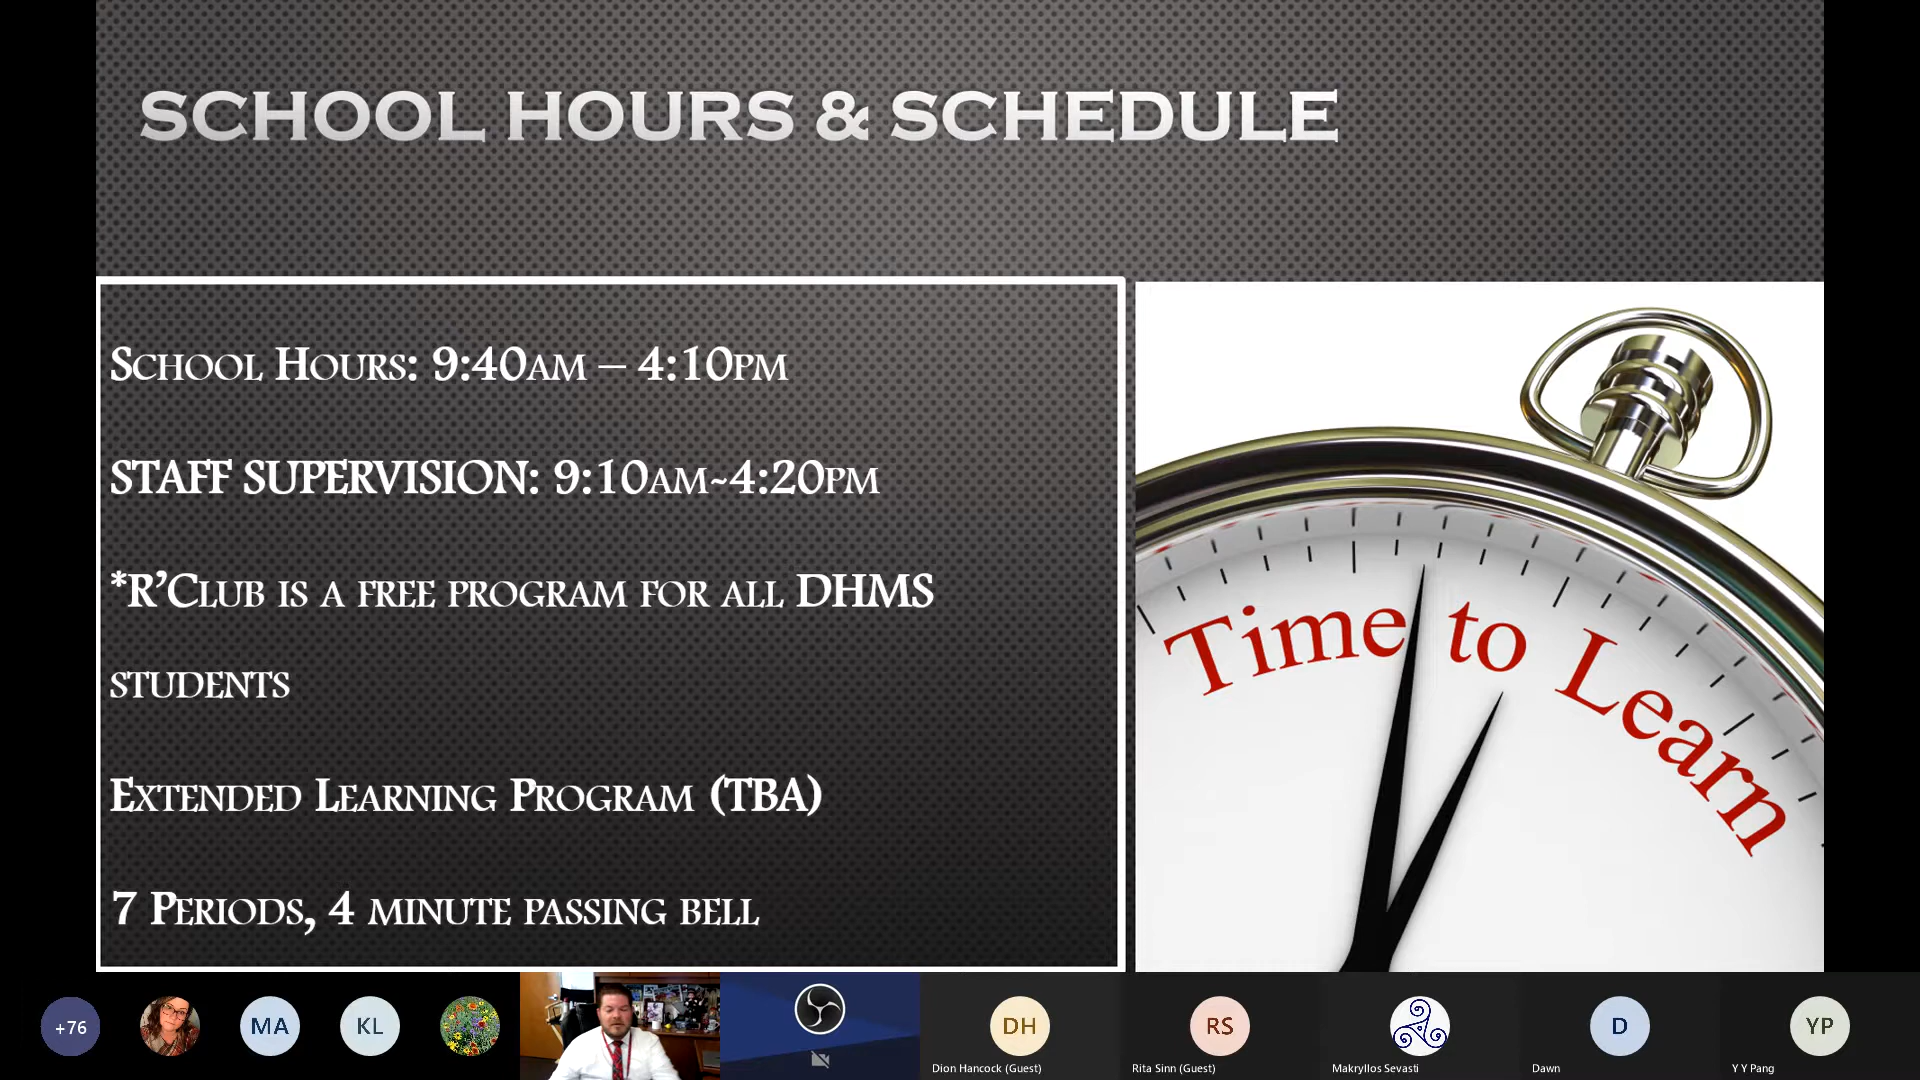 SCHOOL HOURS & SCHEDULE
SCHOOL HOURS: 9:40AM – 4:10PM
STAFF SUPERVISION: 9:10AM~4:20PM
*R'CLUB IS A FREE PROGRAM FOR ALL DHMS
STUDENTS
EXTENDED LEARNING PROGRAM (TBA)
7 PERIODS, 4 MINUTE PASSING BELL
Time to Learn
+76
MA
KL
DH
RS
D
YP
Dion Hancock (Guest)
Rita Sinn (Guest)
Makryllos Sevasti
Dawn
Y Y Pang